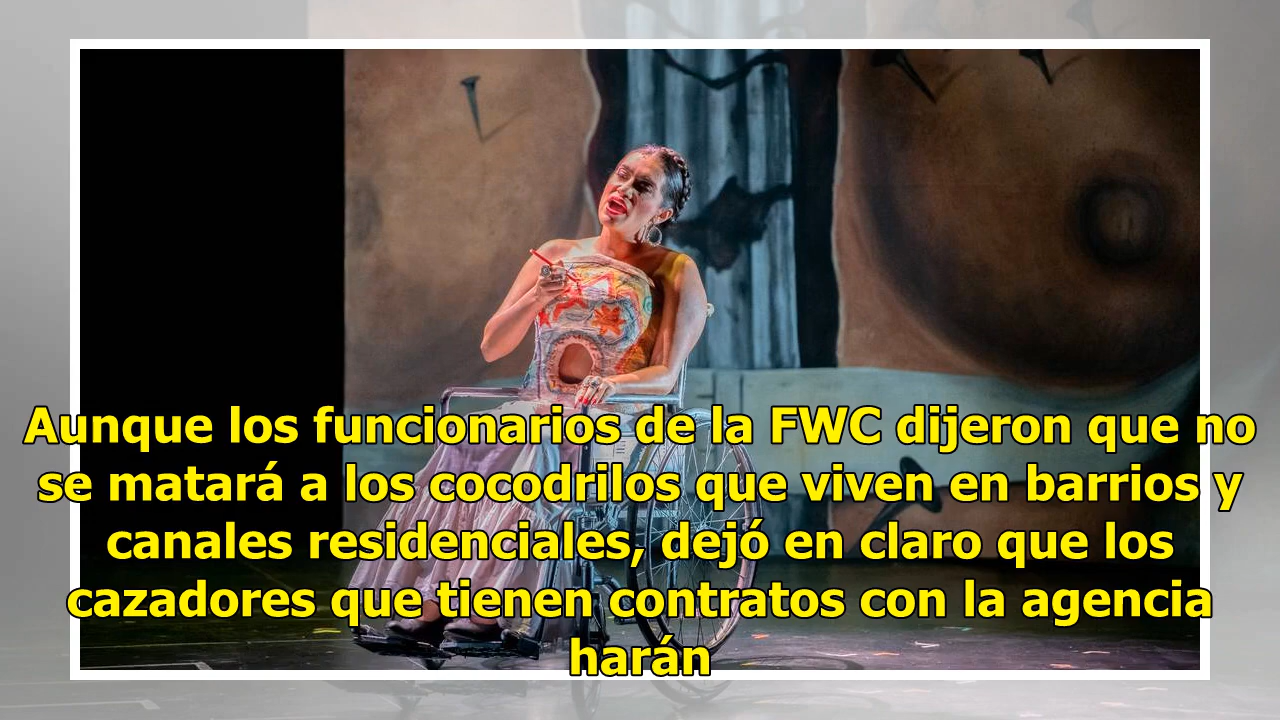 Aunque los funcionarios de la FWC dijeron que no
se matará a los cocodrilos que viven en barrios y
canales residenciales, dejó en claro que los
cazadores que tienen contratos con la agencia
harán